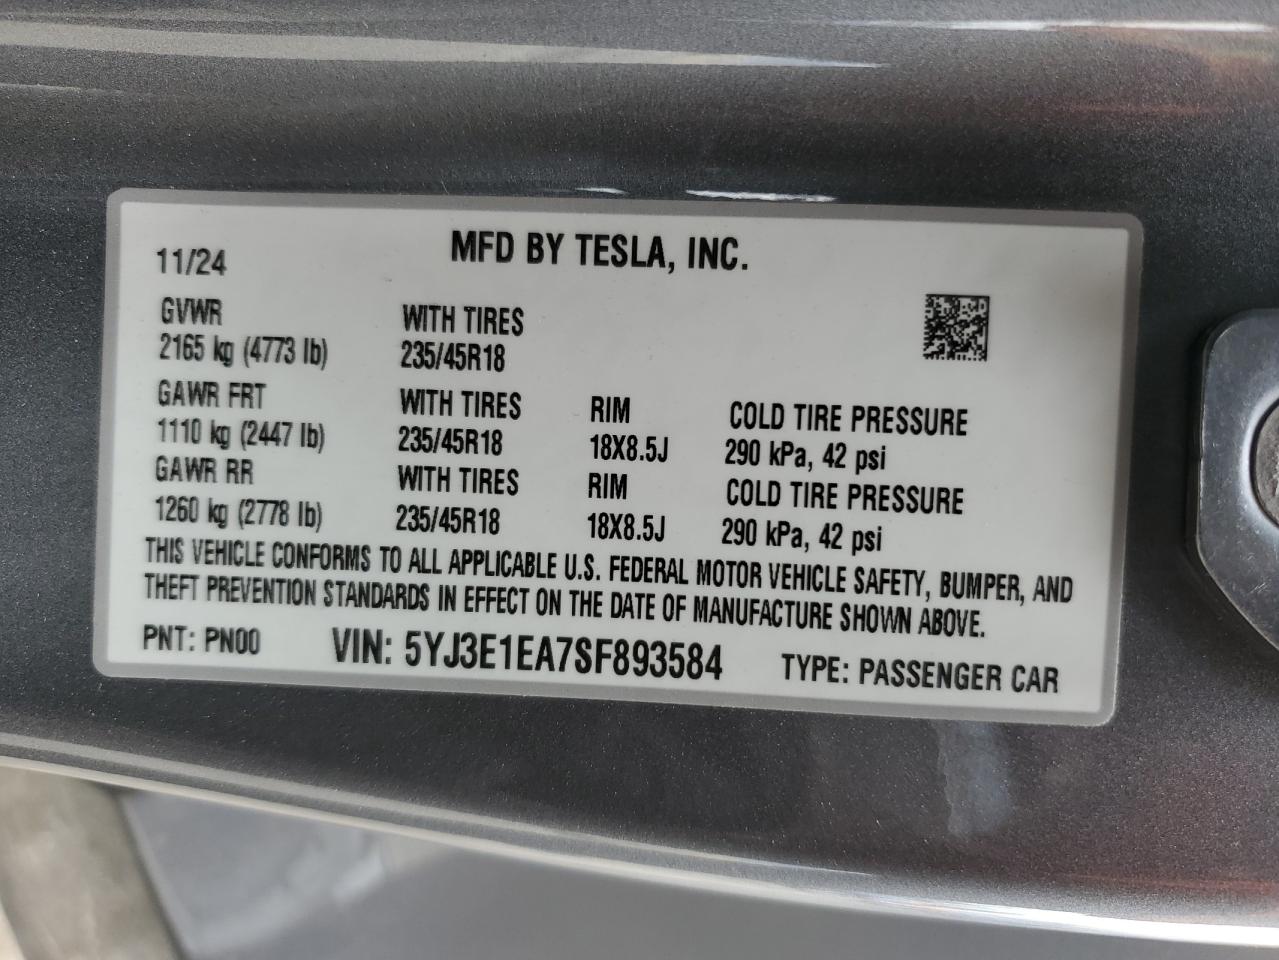 MFD BY TESLA, INC.
11/24
GVWR WITH TIRES
2165 kg (4773 lb) 235/45R18
GAWR FRT WITH TIRES RIM COLD TIRE PRESSURE
1110 kg (2447 lb) 235/45R18 18X8.5J 290 kPa, 42 psi
GAWR RR WITH TIRES RIM COLD TIRE PRESSURE
1260 kg (2778 lb) 235/45R18 18X8.5J 290 kPa, 42 psi
THIS VEHICLE CONFORMS TO ALL APPLICABLE U.S. FEDERAL MOTOR VEHICLE SAFETY, BUMPER, AND
THEFT PREVENTION STANDARDS IN EFFECT ON THE DATE OF MANUFACTURE SHOWN ABOVE.
PNT: PN00 VIN: 5YJ3E1EA7SF893584 TYPE: PASSENGER CAR